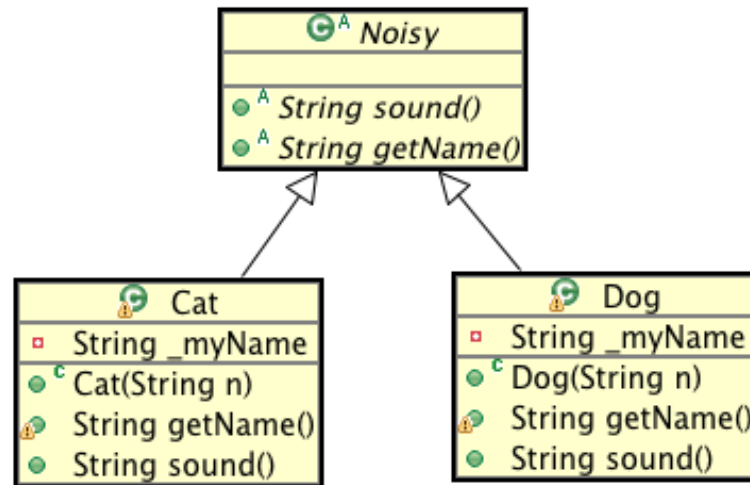 C A Noisy
A String sound()
A String getName()
C Cat
String _myName
C Cat(String n)
String getName()
String sound()
C Dog
String _myName
C Dog(String n)
String getName()
String sound()